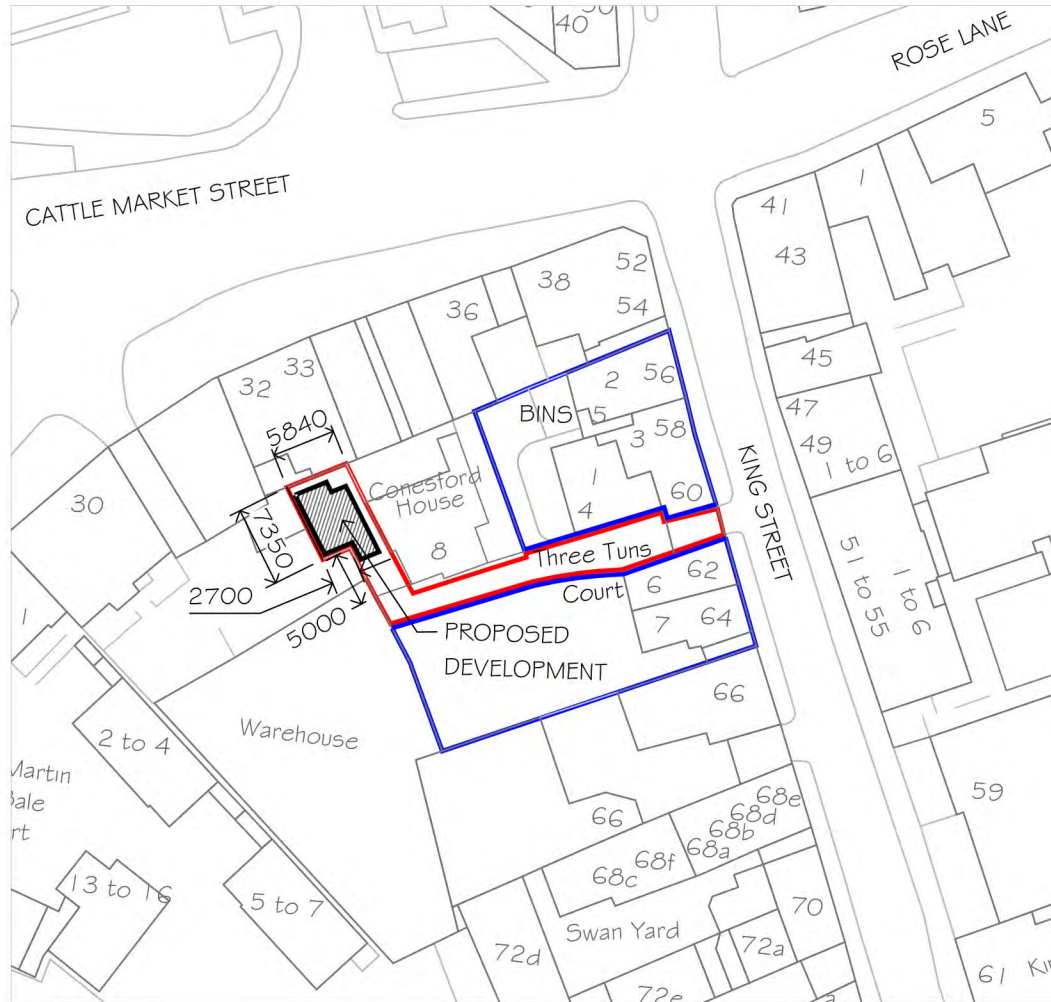 40
ROSE LANE
5
CATTLE MARKET STREET
1
41
43
52
38
54
36
33
32
45
2
56
BINS
5
3
58
5840
47
49
1 to 6
Conesford
House
1
4
60
KING STREET
30
7350
8
Three Tuns
Court
2700
5000
6
62
7
64
51 to 55
1 to 6
1
PROPOSED
DEVELOPMENT
66
Warehouse
2 to 4
Martin
rt
59
66
68e
68d
68b
68a
68f
68c
13 to 16
5 to 7
70
Swan Yard
72d
72a
72e
61